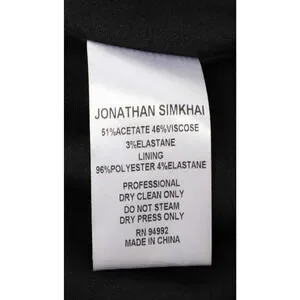 JONATHAN SIMKHAI
51%ACETATE 46%VISCOSE
3%ELASTANE
LINING
96%POLYESTER 4%ELASTANE
PROFESSIONAL
DRY CLEAN ONLY
DO NOT STEAM
DRY PRESS ONLY
RN 94992
MADE IN CHINA